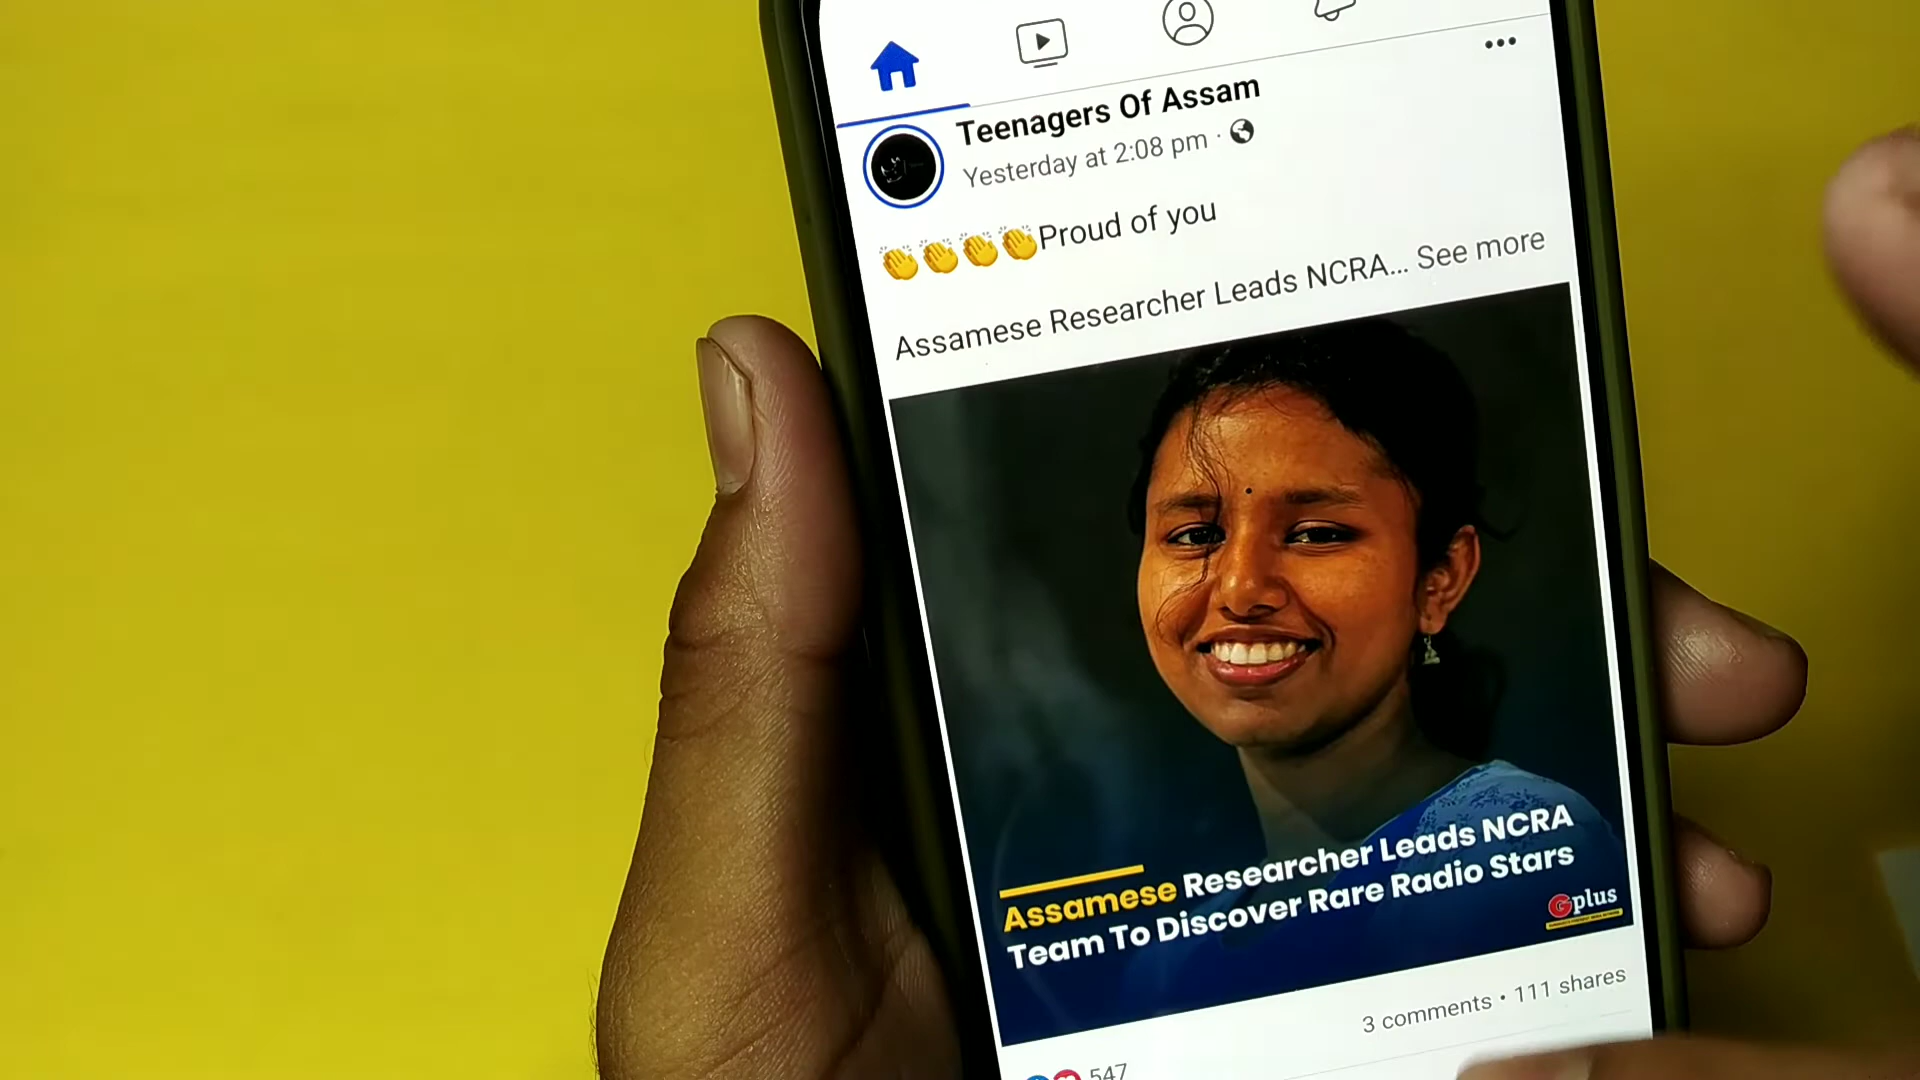 Teenagers Of Assam
Yesterday at 2:08 pm ·
👏👏👏👏Proud of you
Assamese Researcher Leads NCRA... See more
Assamese Researcher Leads NCRA
Team To Discover Rare Radio Stars
Gplus
3 comments • 111 shares
547